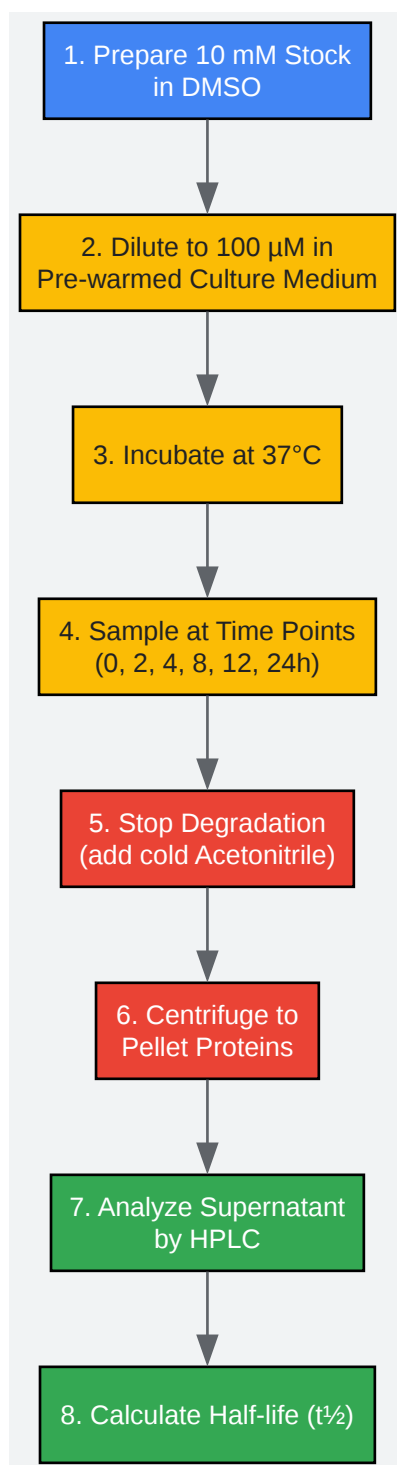 1. Prepare 10 mM Stock
in DMSO
2. Dilute to 100 µM in
Pre-warmed Culture Medium
3. Incubate at 37°C
4. Sample at Time Points
(0, 2, 4, 8, 12, 24h)
5. Stop Degradation
(add cold Acetonitrile)
6. Centrifuge to
Pellet Proteins
7. Analyze Supernatant
by HPLC
8. Calculate Half-life (t½)